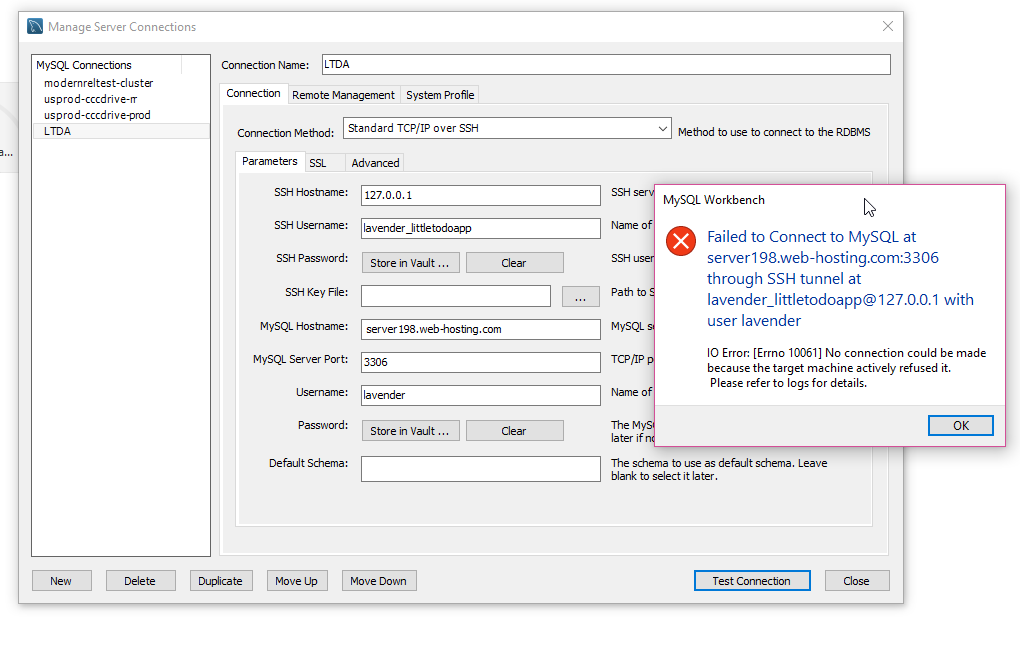 Manage Server Connections
MySQL Connections
modernreltest-cluster
usprod-cccdrive-rr
usprod-cccdrive-prod
LTDA
a...
Connection Name: LTDA
Connection Remote Management System Profile
Connection Method: Standard TCP/IP over SSH Method to use to connect to the RDBMS
Parameters SSL Advanced
SSH Hostname: 127.0.0.1 SSH serv
SSH Username: lavender_littletodoapp Name of
SSH Password: Store in Vault ... Clear SSH user
SSH Key File: ... Path to S
MySQL Hostname: server198.web-hosting.com MySQL se
MySQL Server Port: 3306 TCP/IP p
Username: lavender Name of
Password: Store in Vault ... Clear The MyS
later if no
Default Schema: The schema to use as default schema. Leave
blank to select it later.
New Delete Duplicate Move Up Move Down Test Connection Close
MySQL Workbench
Failed to Connect to MySQL at
server198.web-hosting.com:3306
through SSH tunnel at
lavender_littletodoapp@127.0.0.1 with
user lavender
IO Error: [Errno 10061] No connection could be made
because the target machine actively refused it.
Please refer to logs for details.
OK